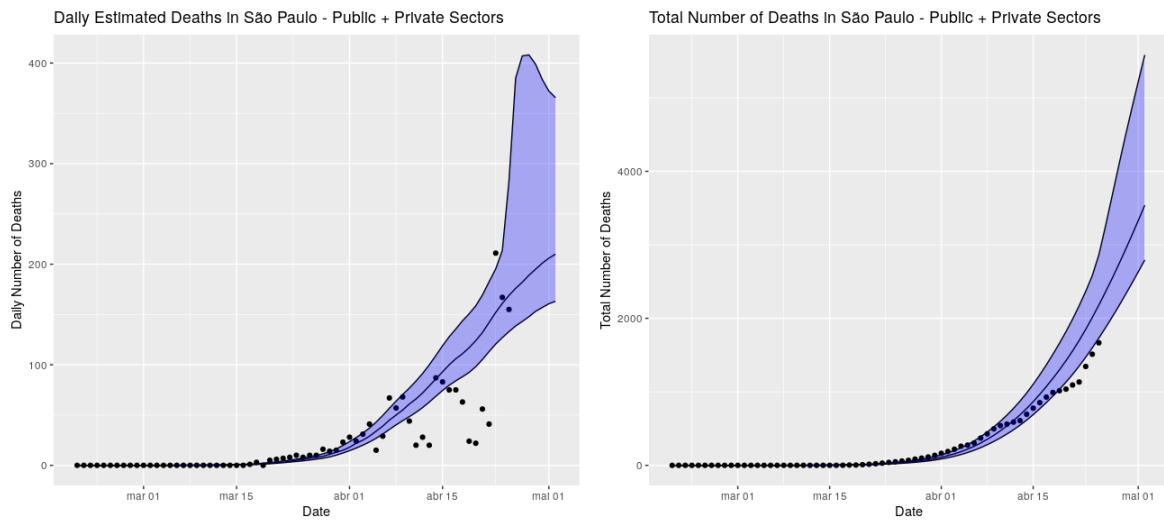 Daily Estimated Deaths in São Paulo - Public + Private Sectors
Daily Number of Deaths
400
300
200
100
0
mar 01
mar 15
abr 01
abr 15
mai 01
Date
Total Number of Deaths in São Paulo - Public + Private Sectors
Total Number of Deaths
4000
2000
0
mar 01
mar 15
abr 01
abr 15
mai 01
Date